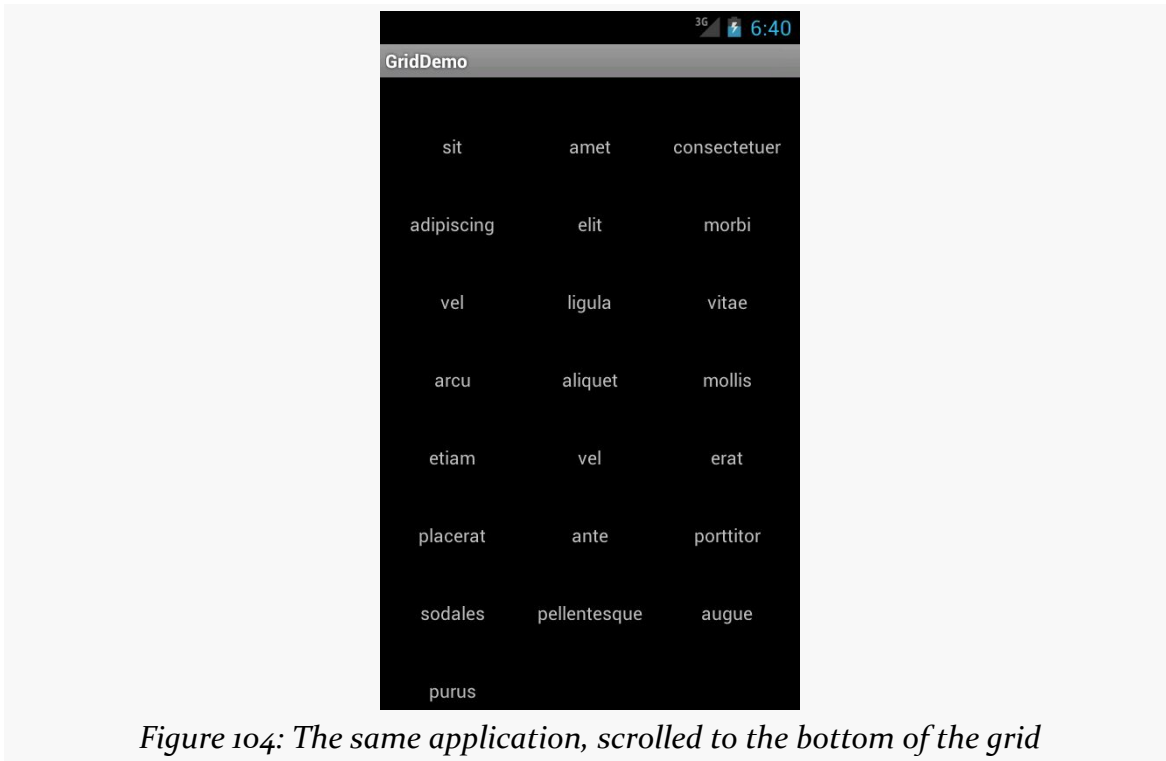 3G 6:40
GridDemo
sit amet consectetuer
adipiscing elit morbi
vel ligula vitae
arcu aliquet mollis
etiam vel erat
placerat ante porttitor
sodales pellentesque augue
purus
Figure 104: The same application, scrolled to the bottom of the grid